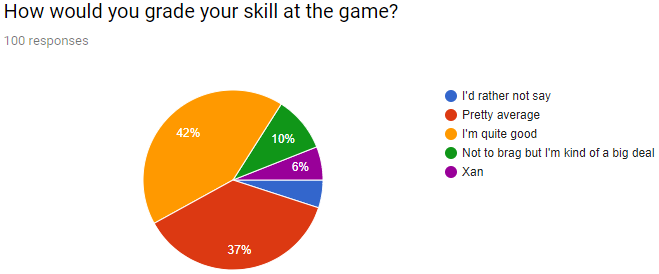 How would you grade your skill at the game?
100 responses
42%
10%
6%
37%
I'd rather not say
Pretty average
I'm quite good
Not to brag but I'm kind of a big deal
Xan